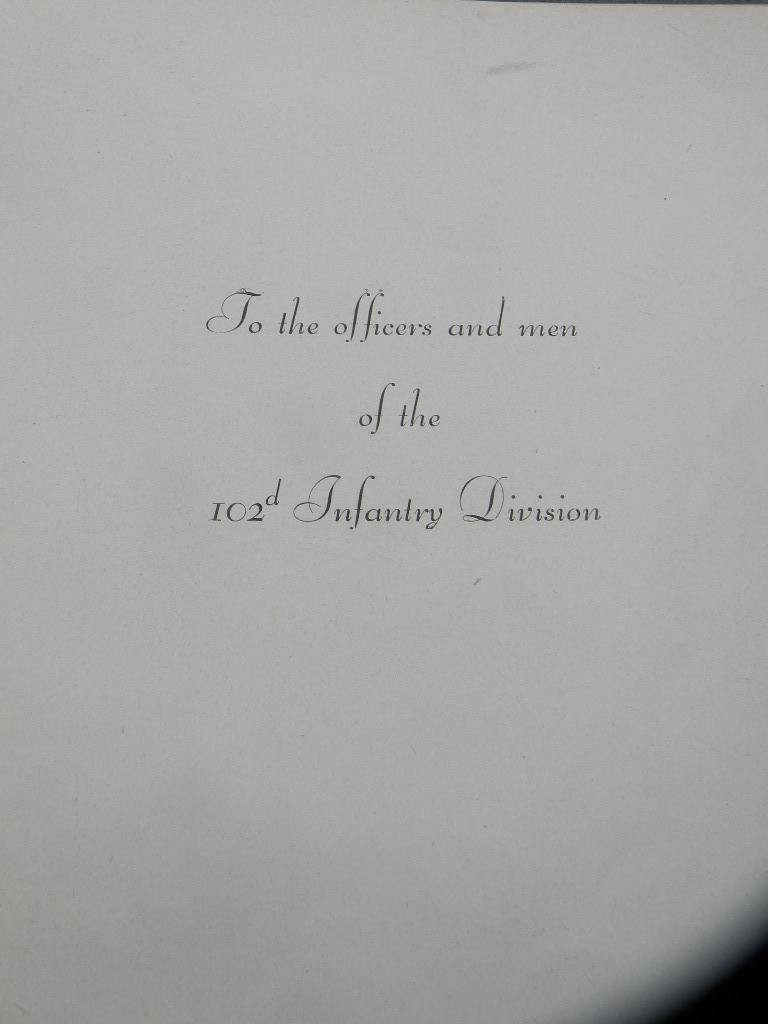 To the officers and men
of the
102d Infantry Division